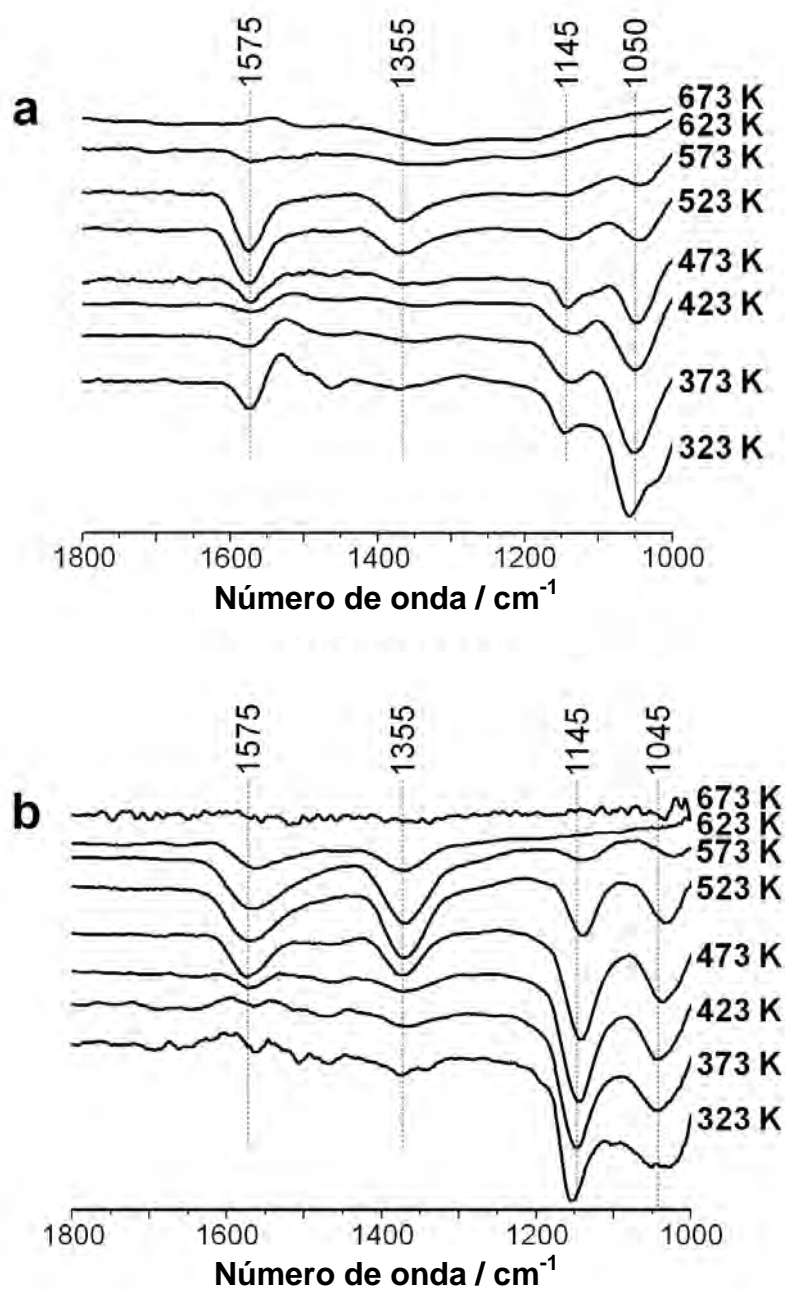 1575 1355 1145 1050
a
673 K
623 K
573 K
523 K
473 K
423 K
373 K
323 K
1800 1600 1400 1200 1000
Número de onda / cm⁻¹
1575 1355 1145 1045
b
673 K
623 K
573 K
523 K
473 K
423 K
373 K
323 K
1800 1600 1400 1200 1000
Número de onda / cm⁻¹